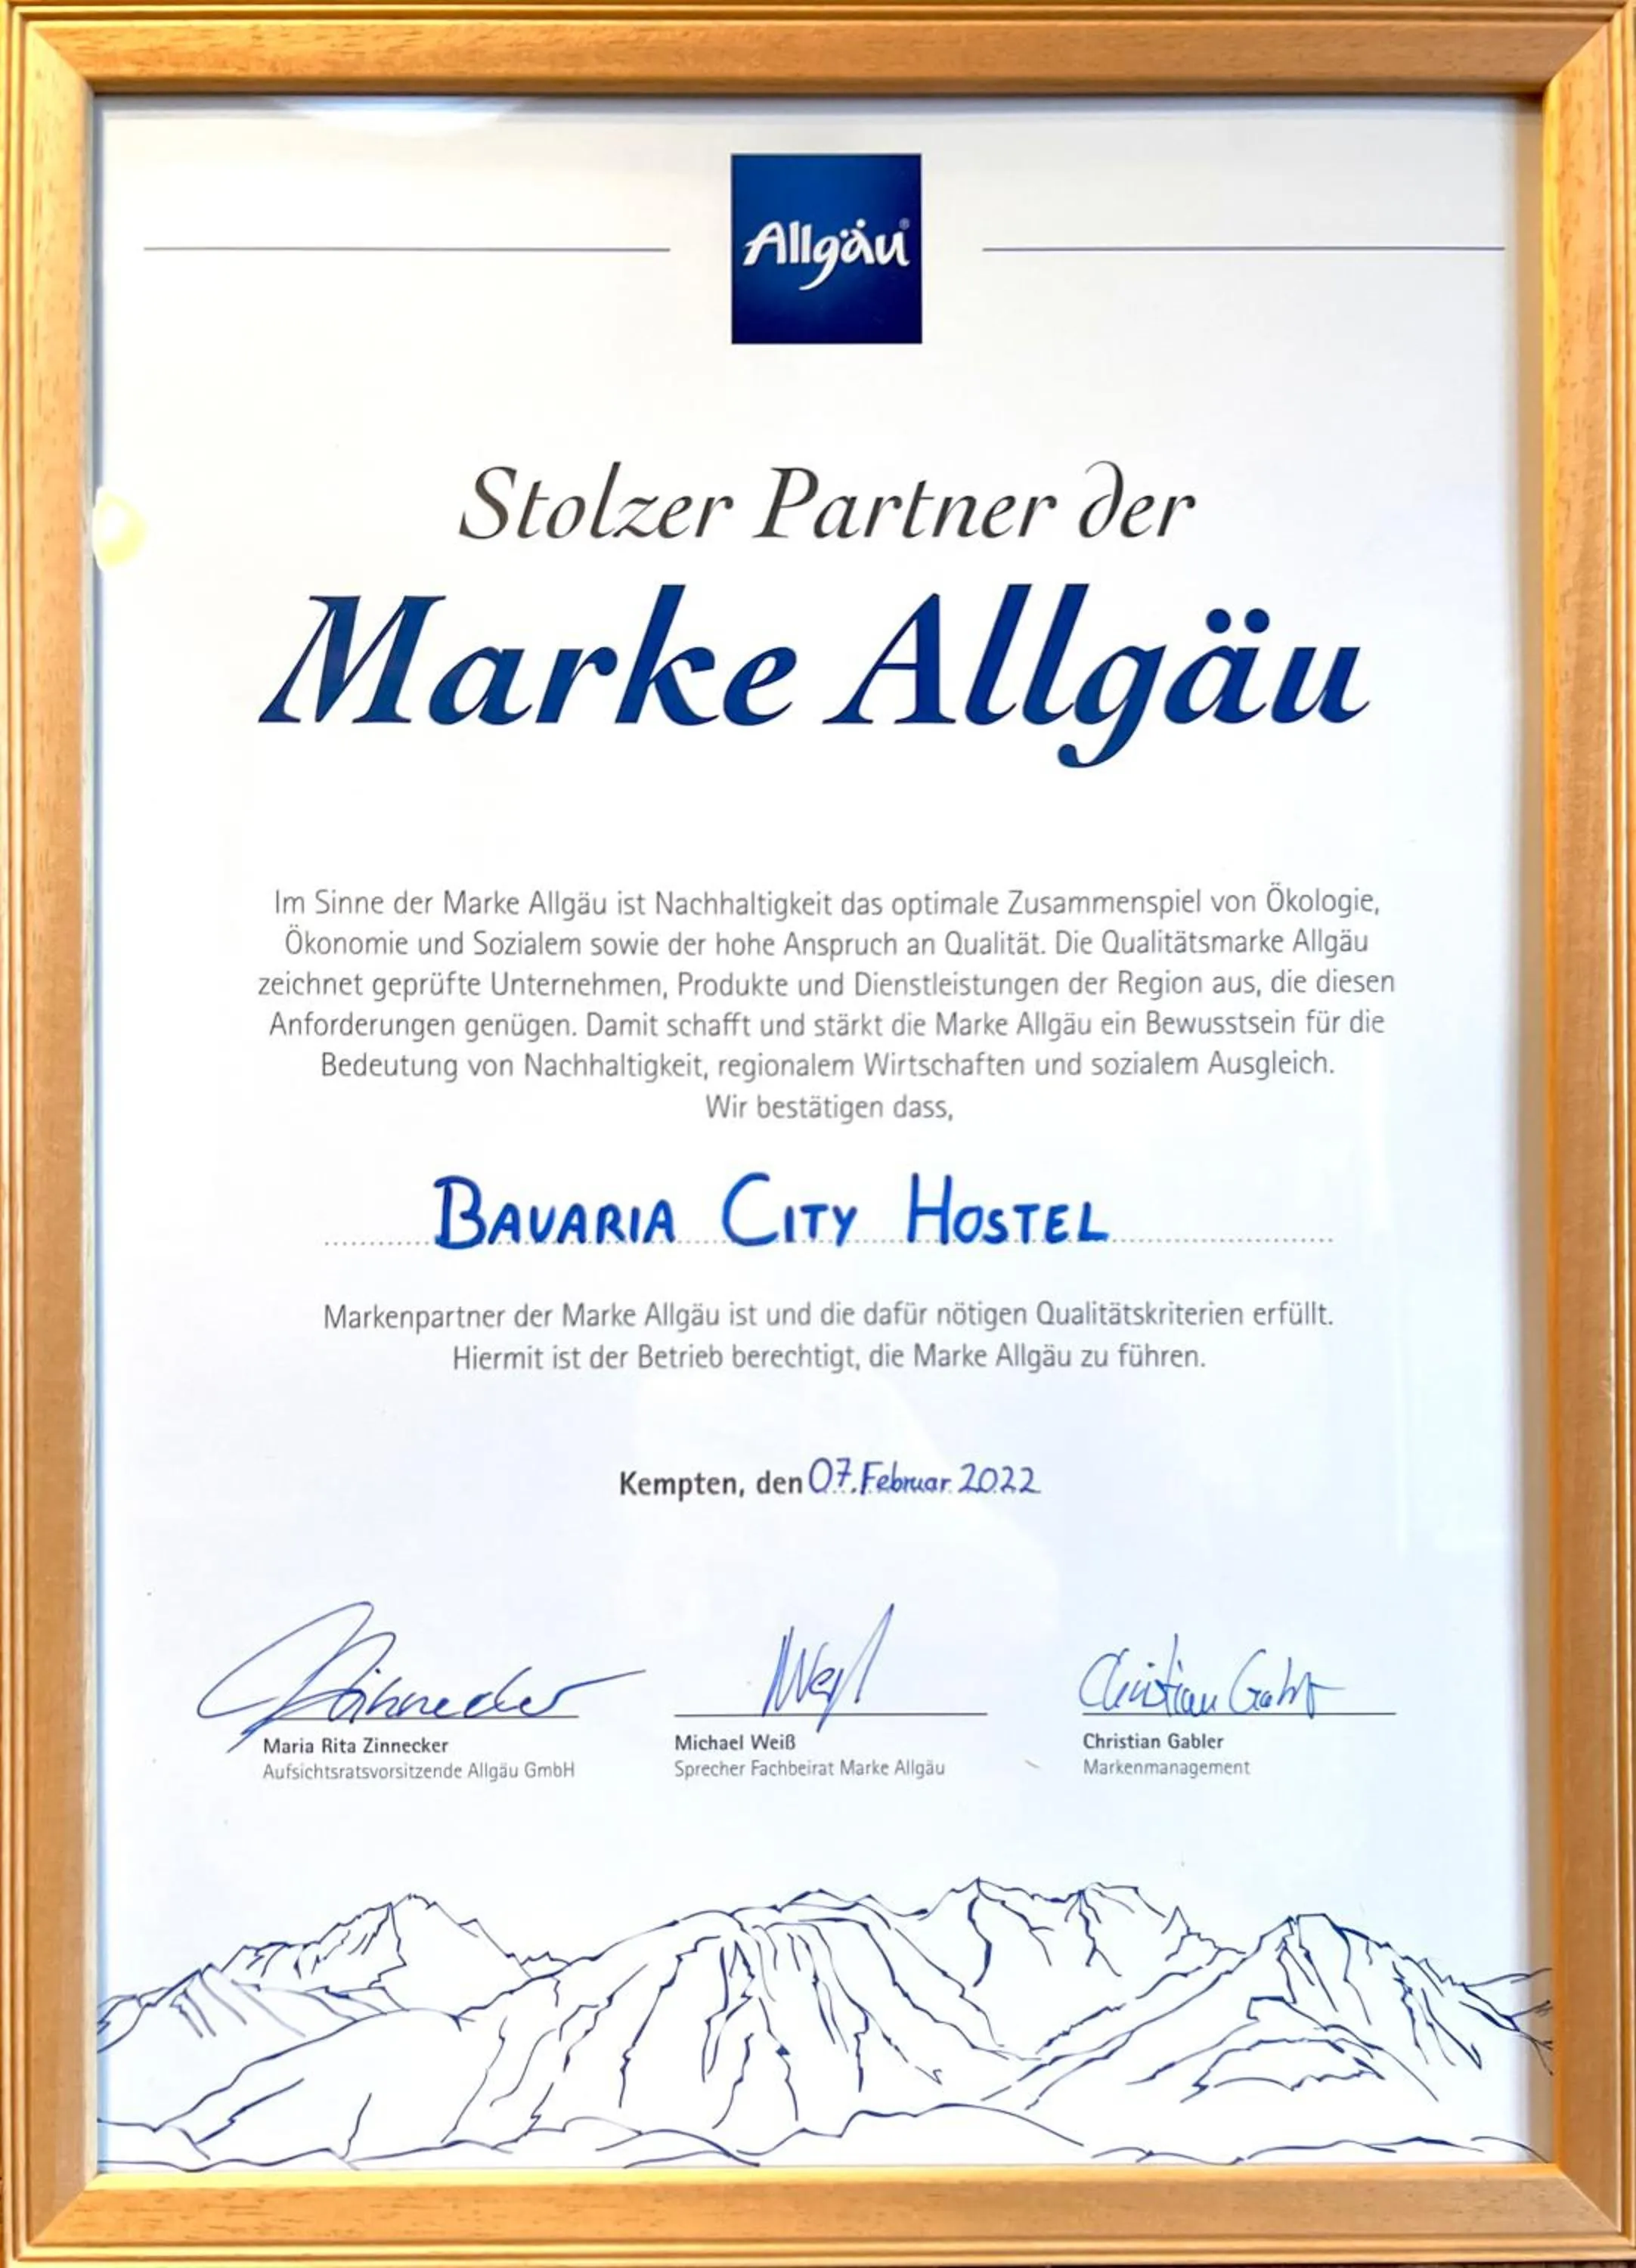 Allgäu®
Stolzer Partner der
Marke Allgäu
Im Sinne der Marke Allgäu ist Nachhaltigkeit das optimale Zusammenspiel von Ökologie,
Ökonomie und Sozialem sowie der hohe Anspruch an Qualität. Die Qualitätsmarke Allgäu
zeichnet geprüfte Unternehmen, Produkte und Dienstleistungen der Region aus, die diesen
Anforderungen genügen. Damit schafft und stärkt die Marke Allgäu ein Bewusstsein für die
Bedeutung von Nachhaltigkeit, regionalem Wirtschaften und sozialem Ausgleich.
Wir bestätigen dass,
BAVARIA CITY HOSTEL
Markenpartner der Marke Allgäu ist und die dafür nötigen Qualitätskriterien erfüllt.
Hiermit ist der Betrieb berechtigt, die Marke Allgäu zu führen.
Kempten, den 07. Februar 2022
Zinnecker Weiß Christian Gabler
Maria Rita Zinnecker Michael Weiß Christian Gabler
Aufsichtsratsvorsitzende Allgäu GmbH Sprecher Fachbeirat Marke Allgäu Markenmanagement